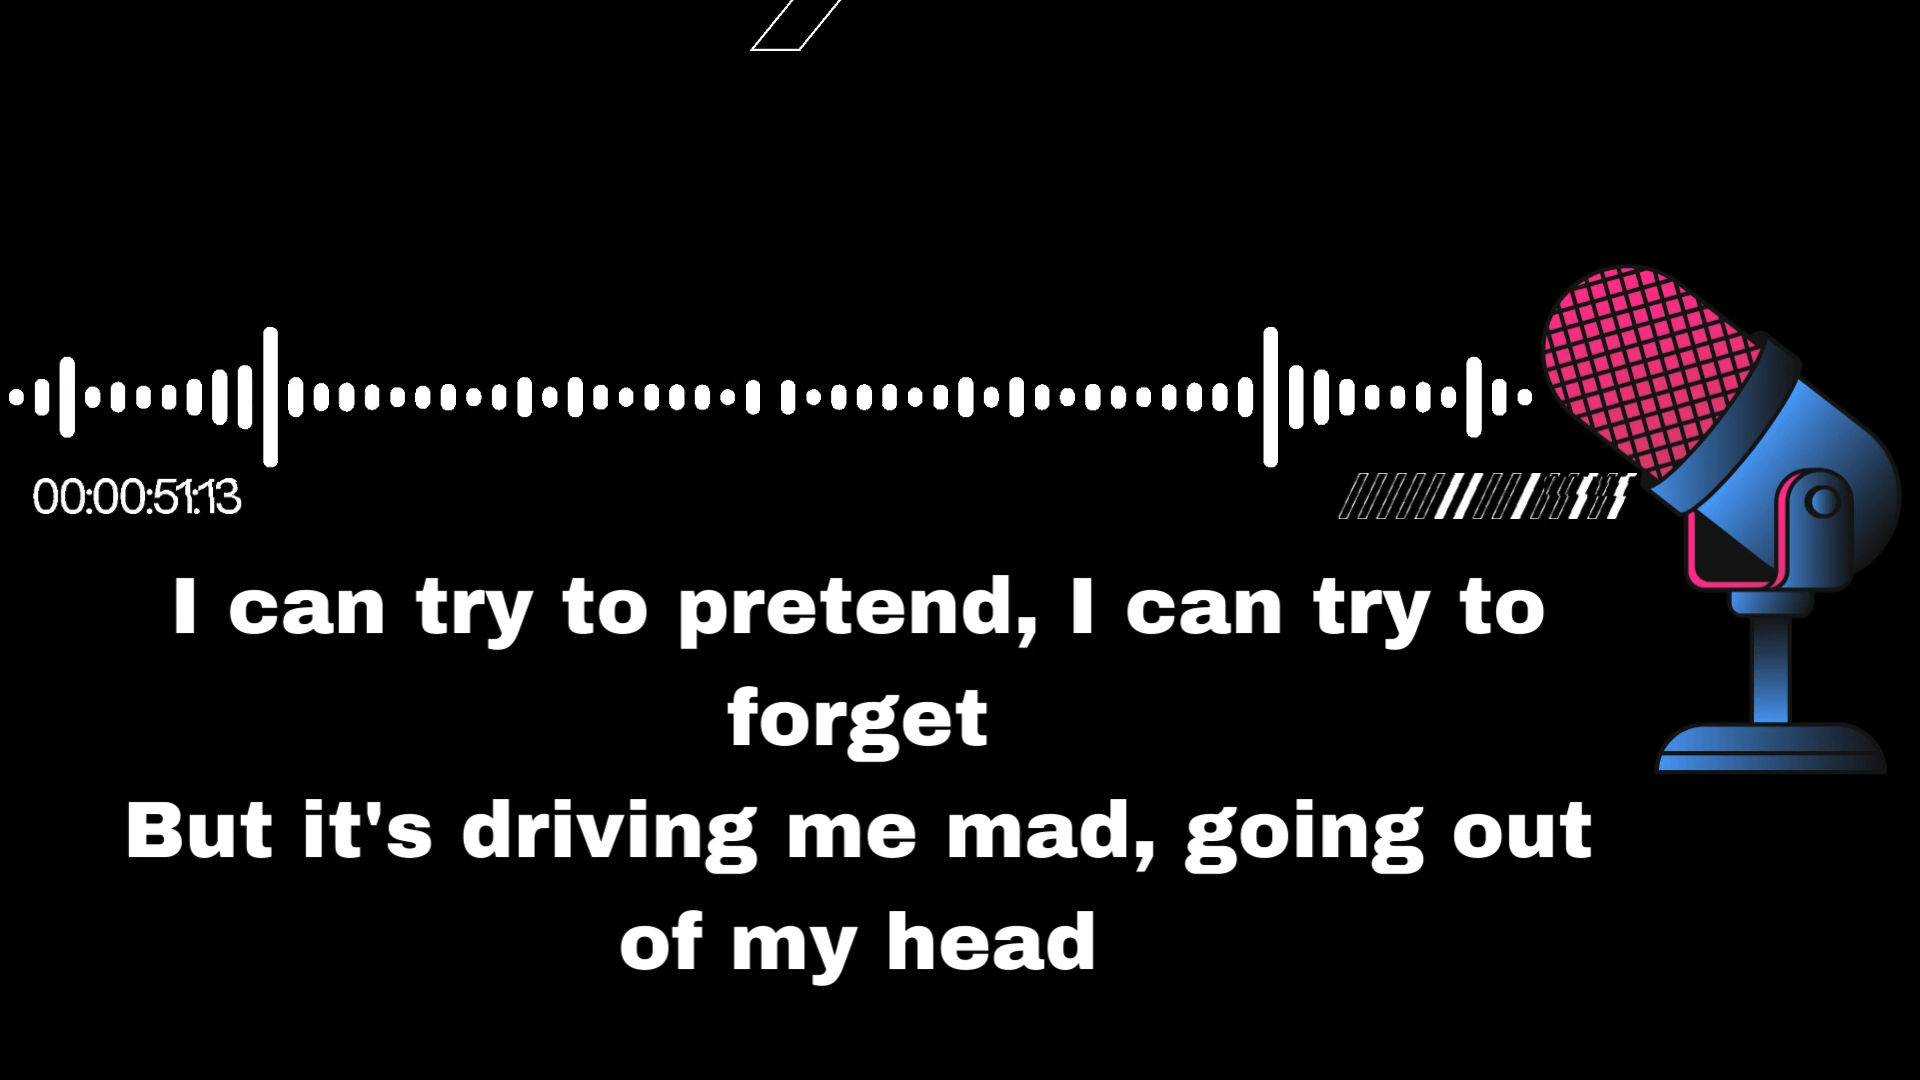 00:00:51:13
I can try to pretend, I can try to
forget
But it's driving me mad, going out
of my head